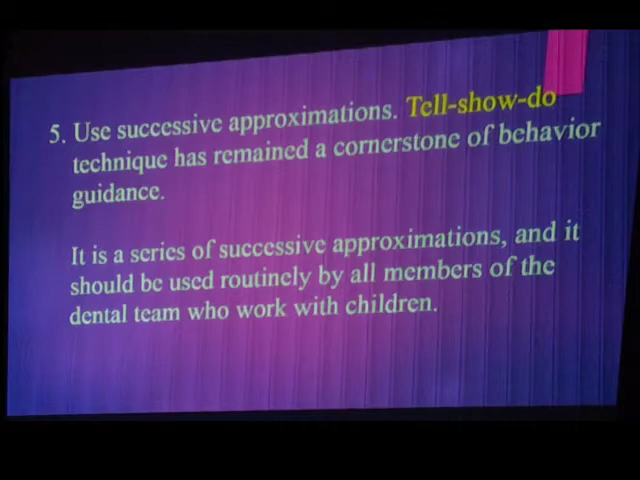 5. Use successive approximations. Tell-show-do
technique has remained a cornerstone of behavior
guidance.
It is a series of successive approximations, and it
should be used routinely by all members of the
dental team who work with children.